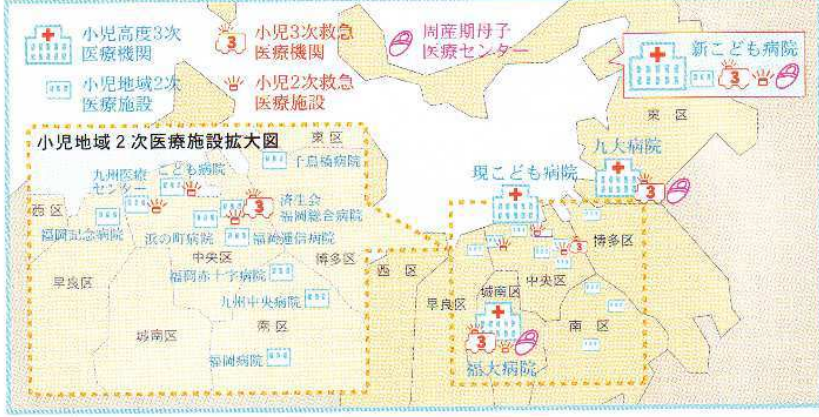 小児高度3次
医療機関
小児3次救急
医療機関
周産期母子
医療センター
小児地域2次
医療施設
小児2次救急
医療施設
新こども病院
東区
九大病院
現こども病院
博多区
中央区
城南区
早良区
西区
南区
福大病院
小児地域2次医療施設拡大図
東区
千鳥橋病院
九州医療
センター
こども病院
済生会
福岡総合病院
西区
福岡記念病院
浜の町病院
福岡逓信病院
中央区
博多区
早良区
福岡赤十字病院
九州中央病院
城南区
南区
福岡病院
3
3
3
3
3
3